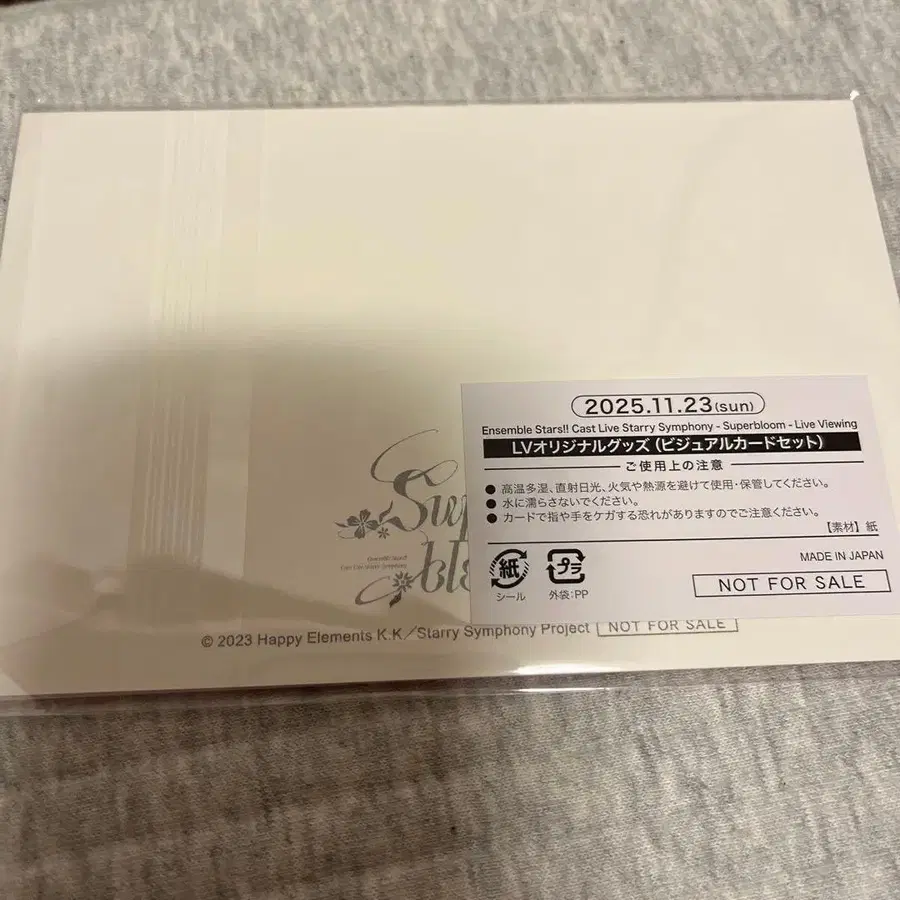 2025.11.23(sun)
Ensemble Stars!! Cast Live Starry Symphony - Superbloom - Live Viewing
LVオリジナルグッズ(ビジュアルカードセット)
ご使用上の注意
● 高温多湿、直射日光、火気や熱源を避けて使用・保管してください。
● 水に濡らさないでください。
● カードで指や手をケガする恐れがありますのでご注意ください。
【素材】紙
紙
シール
プラ
外袋:PP
MADE IN JAPAN
NOT FOR SALE
© 2023 Happy Elements K.K/Starry Symphony Project NOT FOR SALE